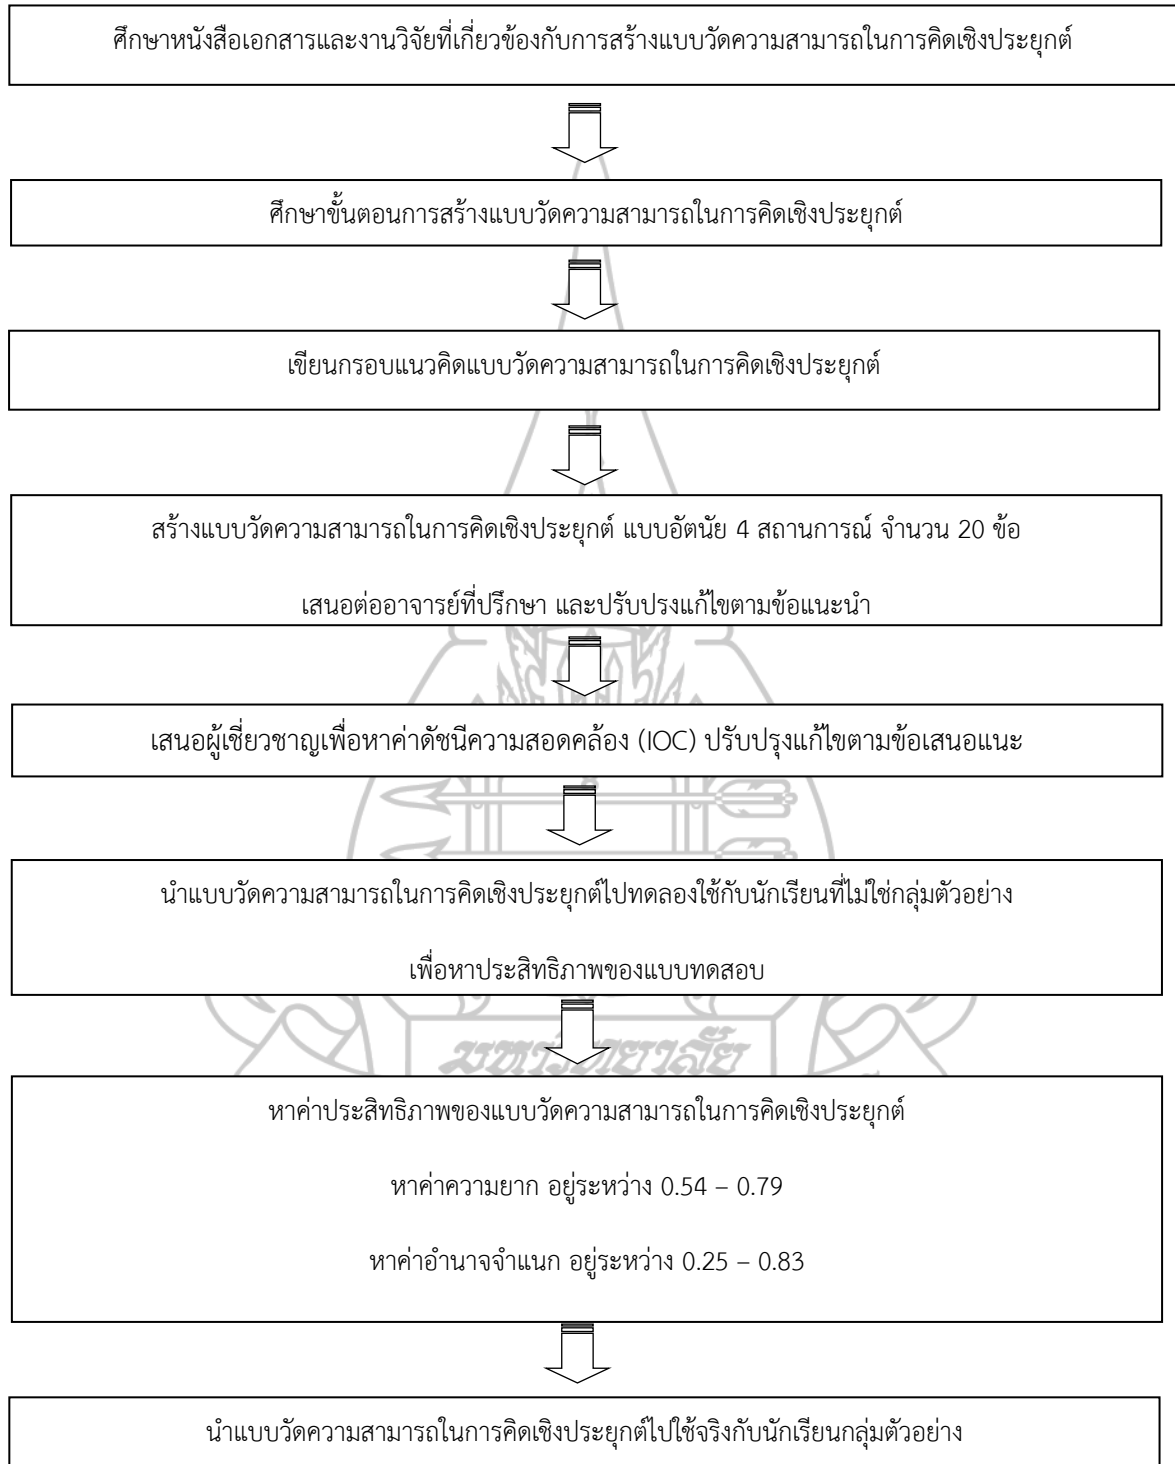 ศึกษาหนังสือเอกสารและงานวิจัยที่เกี่ยวข้องกับการสร้างแบบวัดความสามารถในการคิดเชิงประยุกต์
ศึกษาขั้นตอนการสร้างแบบวัดความสามารถในการคิดเชิงประยุกต์
เขียนกรอบแนวคิดแบบวัดความสามารถในการคิดเชิงประยุกต์
สร้างแบบวัดความสามารถในการคิดเชิงประยุกต์ แบบอัตนัย 4 สถานการณ์ จำนวน 20 ข้อ
เสนอต่ออาจารย์ที่ปรึกษา และปรับปรุงแก้ไขตามข้อแนะนำ
เสนอผู้เชี่ยวชาญเพื่อหาค่าดัชนีความสอดคล้อง (IOC) ปรับปรุงแก้ไขตามข้อเสนอแนะ
นำแบบวัดความสามารถในการคิดเชิงประยุกต์ไปทดลองใช้กับนักเรียนที่ไม่ใช่กลุ่มตัวอย่าง
เพื่อหาประสิทธิภาพของแบบทดสอบ
หาค่าประสิทธิภาพของแบบวัดความสามารถในการคิดเชิงประยุกต์
หาค่าความยาก อยู่ระหว่าง 0.54 – 0.79
หาค่าอำนาจจำแนก อยู่ระหว่าง 0.25 – 0.83
นำแบบวัดความสามารถในการคิดเชิงประยุกต์ไปใช้จริงกับนักเรียนกลุ่มตัวอย่าง